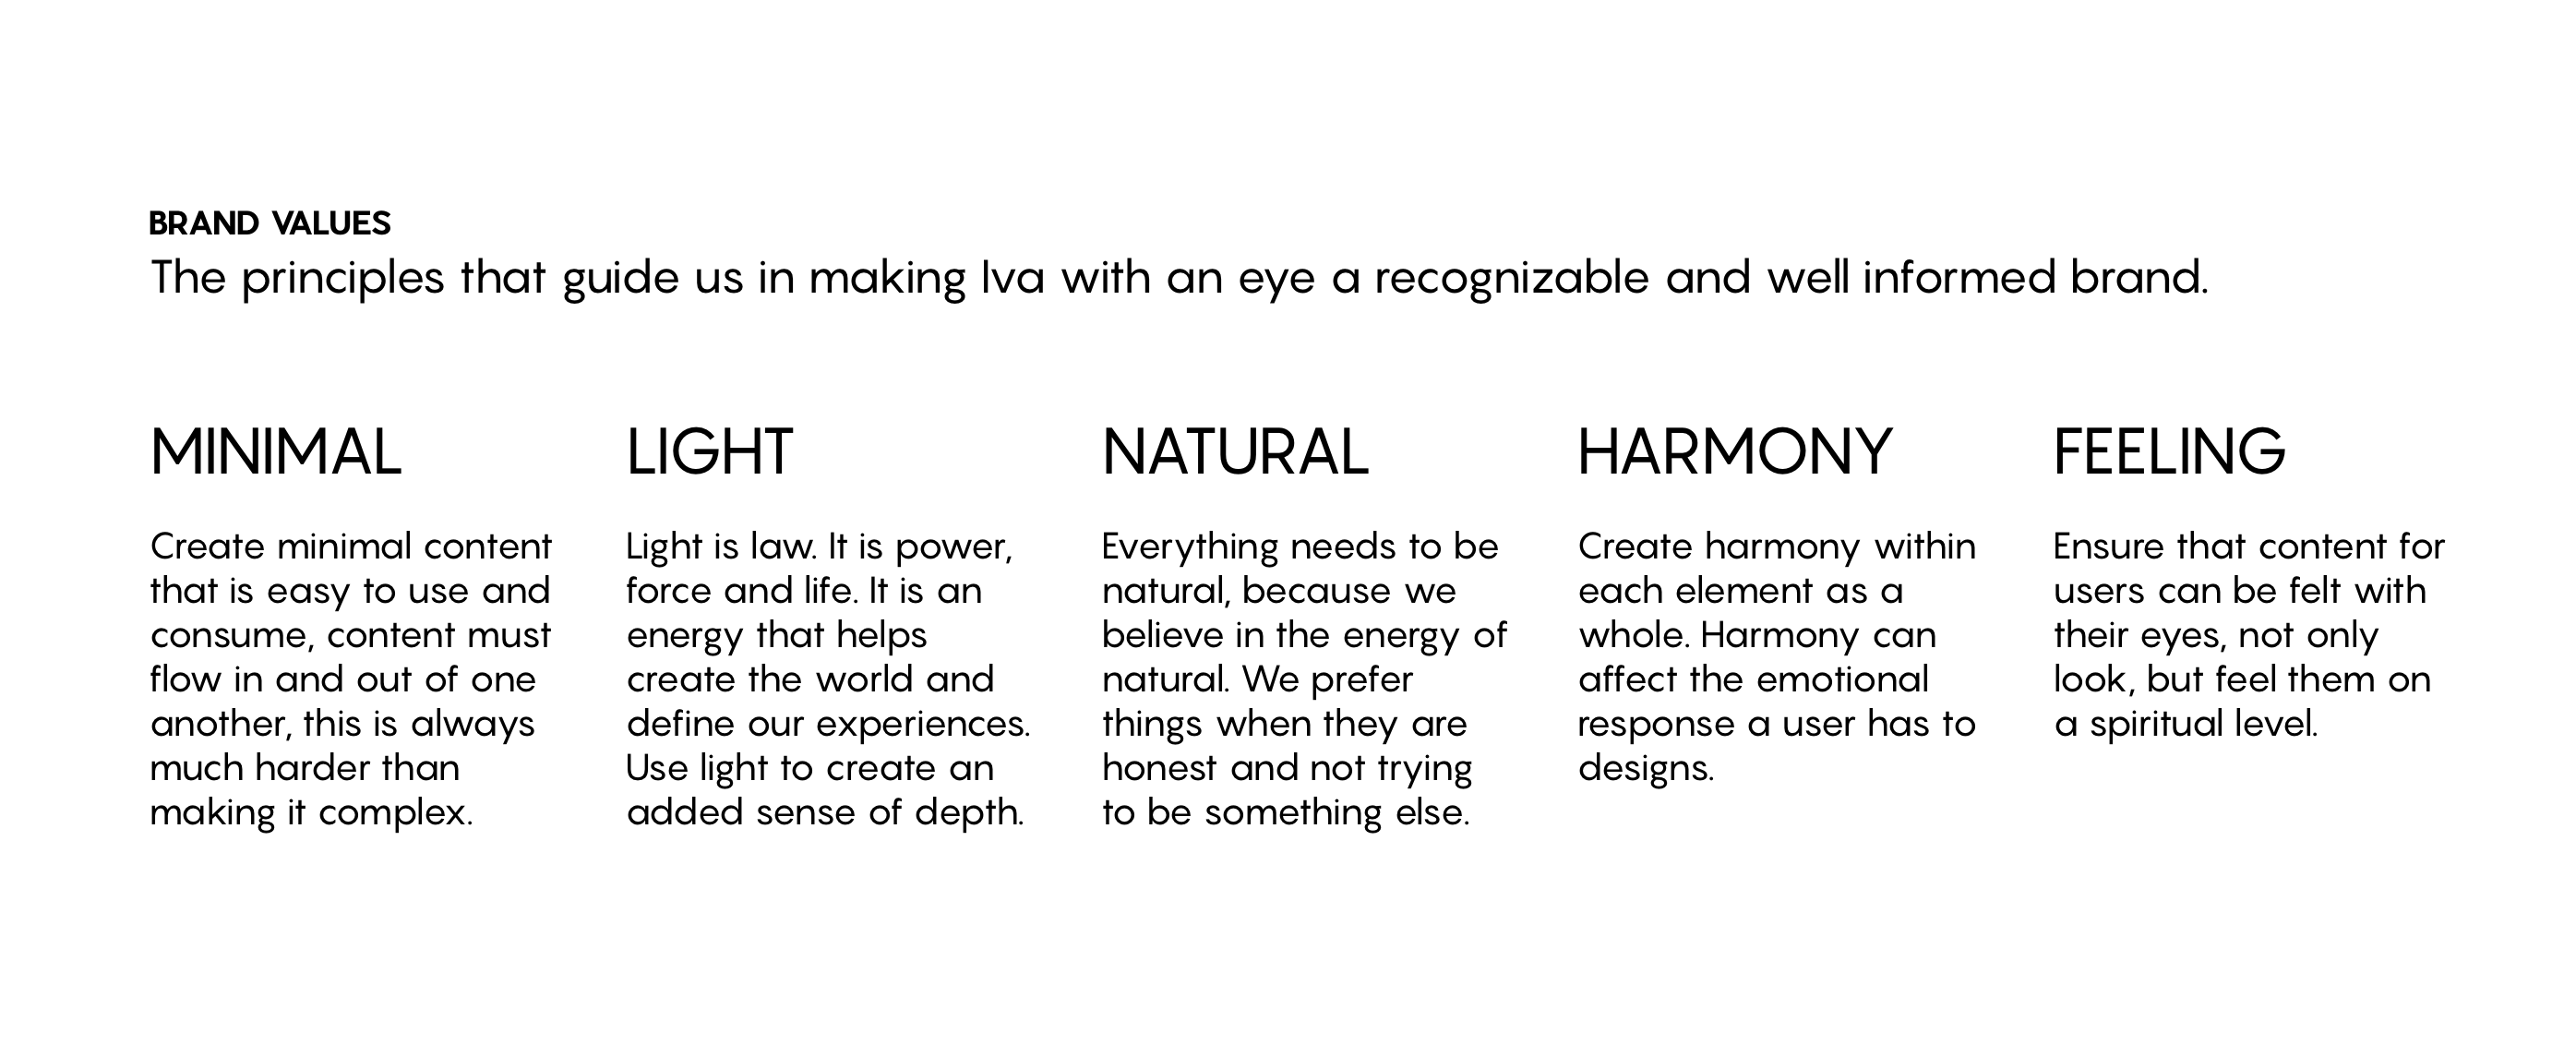 BRAND VALUES
The principles that guide us in making Iva with an eye a recognizable and well informed brand.
MINIMAL
Create minimal content
that is easy to use and
consume, content must
flow in and out of one
another, this is always
much harder than
making it complex.
LIGHT
Light is law. It is power,
force and life. It is an
energy that helps
create the world and
define our experiences.
Use light to create an
added sense of depth.
NATURAL
Everything needs to be
natural, because we
believe in the energy of
natural. We prefer
things when they are
honest and not trying
to be something else.
HARMONY
Create harmony within
each element as a
whole. Harmony can
affect the emotional
response a user has to
designs.
FEELING
Ensure that content for
users can be felt with
their eyes, not only
look, but feel them on
a spiritual level.